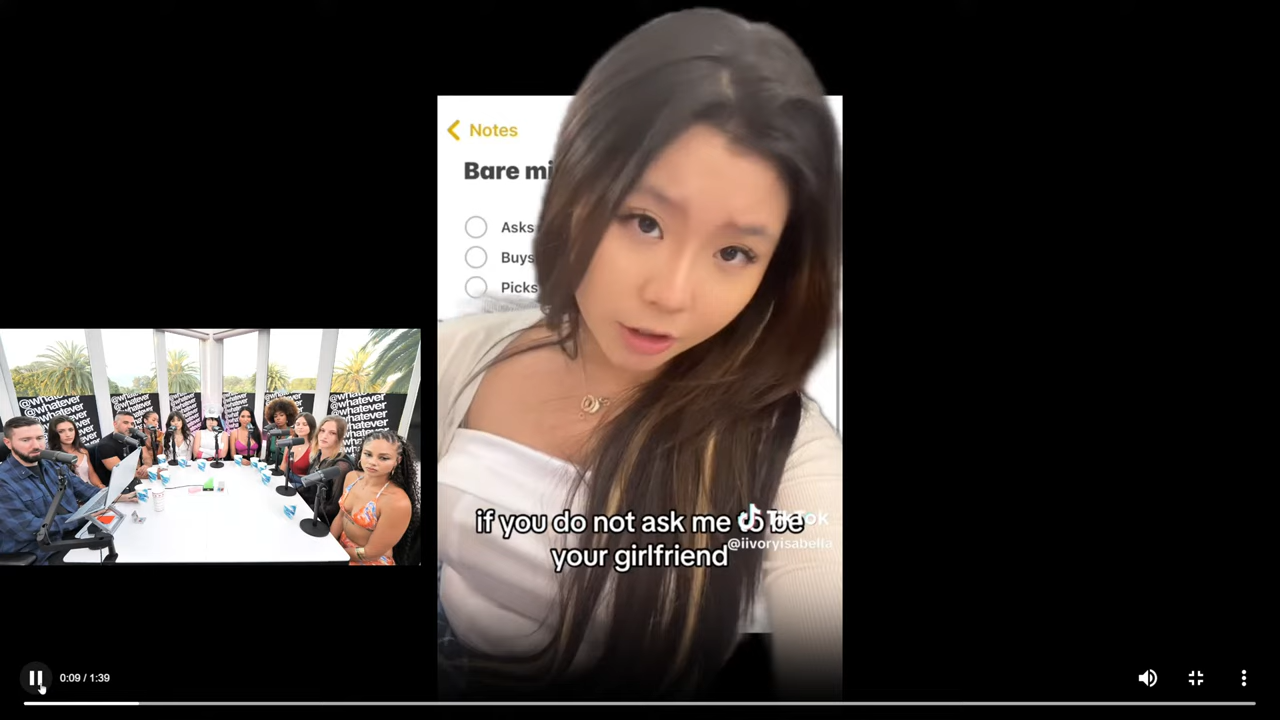 Notes
Bare mi
Asks
Buys
Picks
@whatever
@whatever
@whatever
@whatever
if you do not ask me to be
your girlfriend
TikTok
@iivoryisabella
0:09 / 1:39